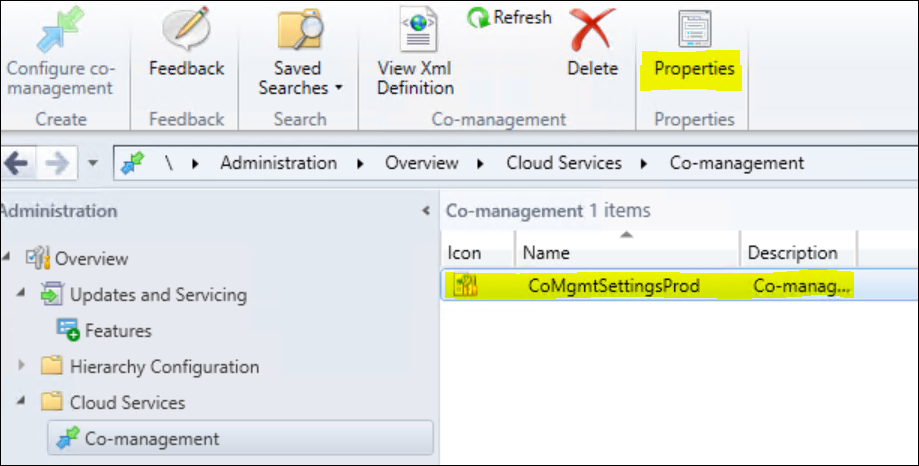 Refresh
Configure co-
management
Feedback
Saved
Searches
View Xml
Definition
Delete
Properties
Create
Feedback
Search
Co-management
Properties
\ Administration Overview Cloud Services Co-management
Administration
Co-management 1 items
Icon Name Description
CoMgmtSettingsProd Co-manag...
Overview
Updates and Servicing
Features
Hierarchy Configuration
Cloud Services
Co-management